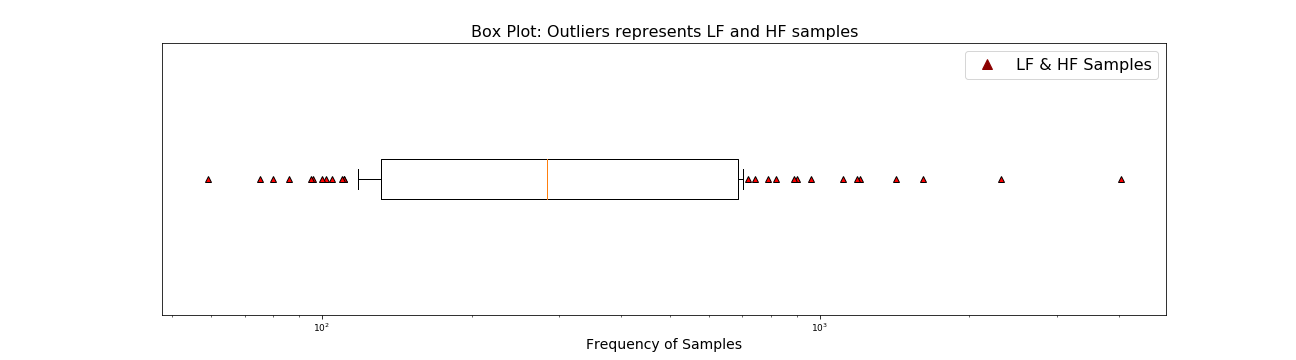 Box Plot: Outliers represents LF and HF samples
LF & HF Samples
10²
10³
Frequency of Samples